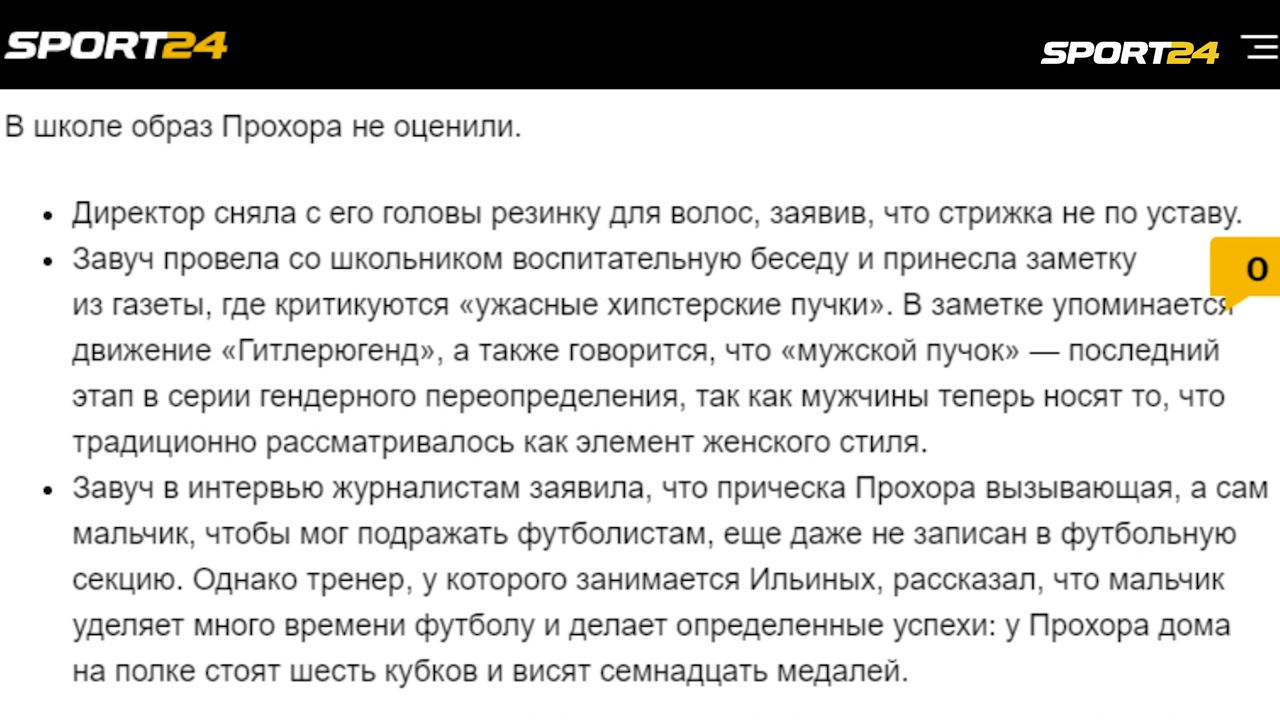 SPORT24
SPORT24
В школе образ Прохора не оценили.
• Директор сняла с его головы резинку для волос, заявив, что стрижка не по уставу.
• Завуч провела со школьником воспитательную беседу и принесла заметку
0
из газеты, где критикуются «ужасные хипстерские пучки». В заметке упоминается
движение «Гитлерюгенд», а также говорится, что «мужской пучок» — последний
этап в серии гендерного переопределения, так как мужчины теперь носят то, что
традиционно рассматривалось как элемент женского стиля.
• Завуч в интервью журналистам заявила, что прическа Прохора вызывающая, а сам
мальчик, чтобы мог подражать футболистам, еще даже не записан в футбольную
секцию. Однако тренер, у которого занимается Ильиных, рассказал, что мальчик
уделяет много времени футболу и делает определенные успехи: у Прохора дома
на полке стоят шесть кубков и висят семнадцать медалей.